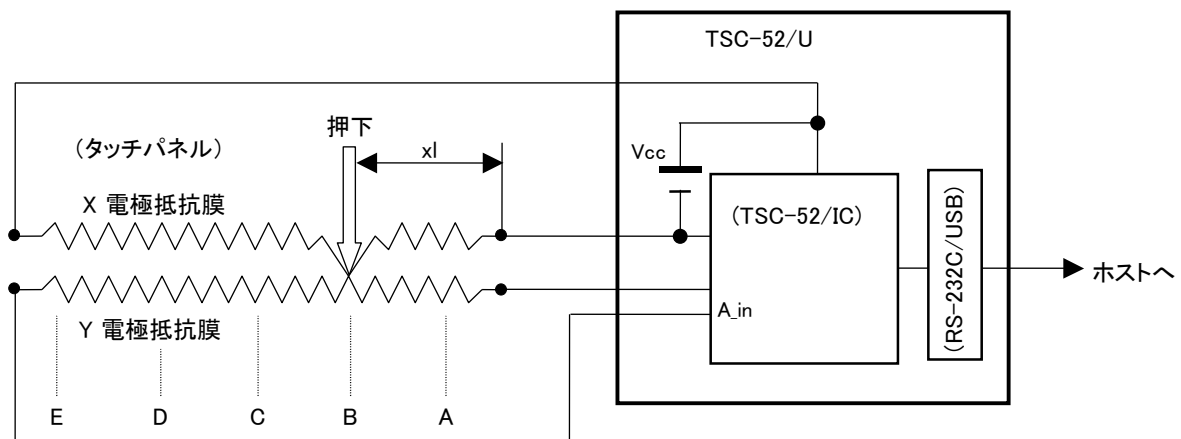 TSC-52/U
押下
(タッチパネル)
xl
Vcc
X 電極抵抗膜
(TSC-52/IC)
(RS-232C/USB)
ホストへ
A_in
Y 電極抵抗膜
E D C B A